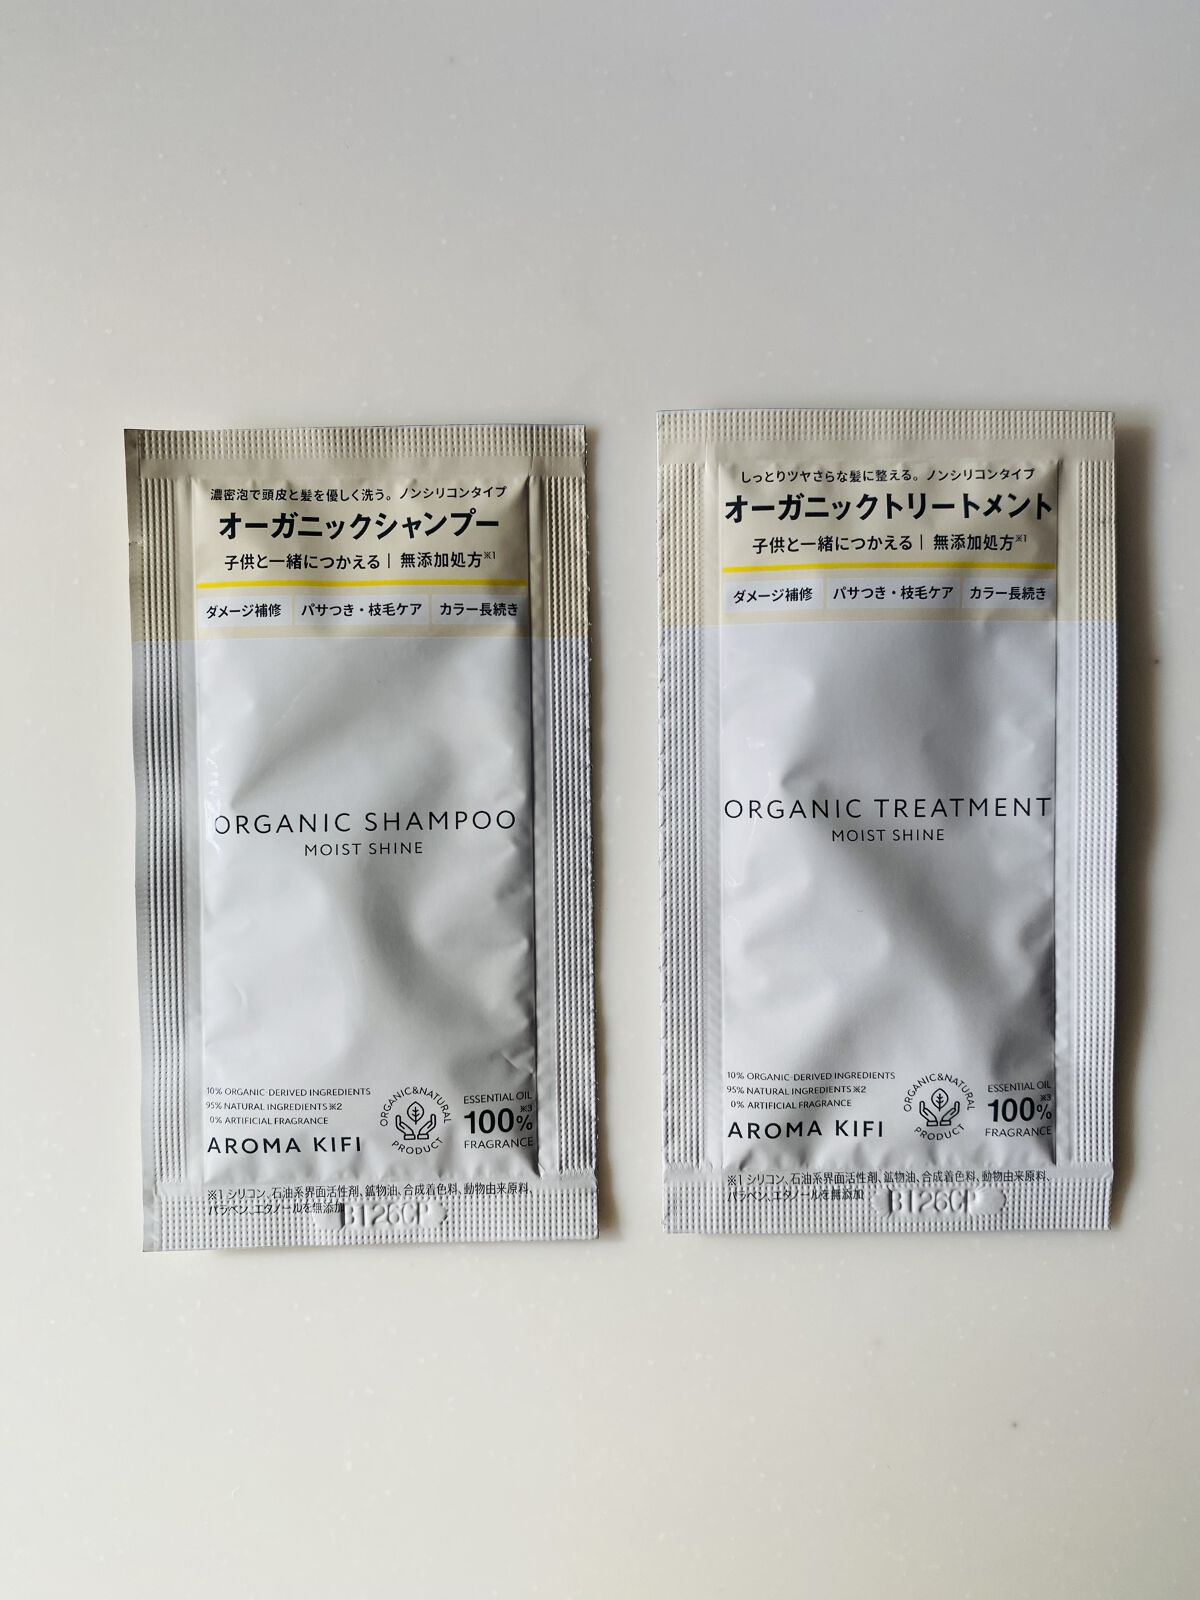 濃密泡で頭皮と髪を優しく洗う。ノンシリコンタイプ
オーガニックシャンプー
子供と一緒につかえる | 無添加処方※1
ダメージ補修 パサつき・枝毛ケア カラー長続き
ORGANIC SHAMPOO
MOIST SHINE
10% ORGANIC-DERIVED INGREDIENTS
95% NATURAL INGREDIENTS※2
0% ARTIFICIAL FRAGRANCE
AROMA KIFI
ORGANIC&NATURAL
PRODUCT
ESSENTIAL OIL
100%※3
FRAGRANCE
※1 シリコン、石油系界面活性剤、鉱物油、合成着色料、動物由来原料、
パラベン、エタノールを無添加
しっとりツヤさらな髪に整える。ノンシリコンタイプ
オーガニックトリートメント
子供と一緒につかえる | 無添加処方※1
ダメージ補修 パサつき・枝毛ケア カラー長続き
ORGANIC TREATMENT
MOIST SHINE
10% ORGANIC-DERIVED INGREDIENTS
95% NATURAL INGREDIENTS※2
0% ARTIFICIAL FRAGRANCE
AROMA KIFI
ORGANIC&NATURAL
PRODUCT
ESSENTIAL OIL
100%※3
FRAGRANCE
※1 シリコン、石油系界面活性剤、鉱物油、合成着色料、動物由来原料、
パラベン、エタノールを無添加